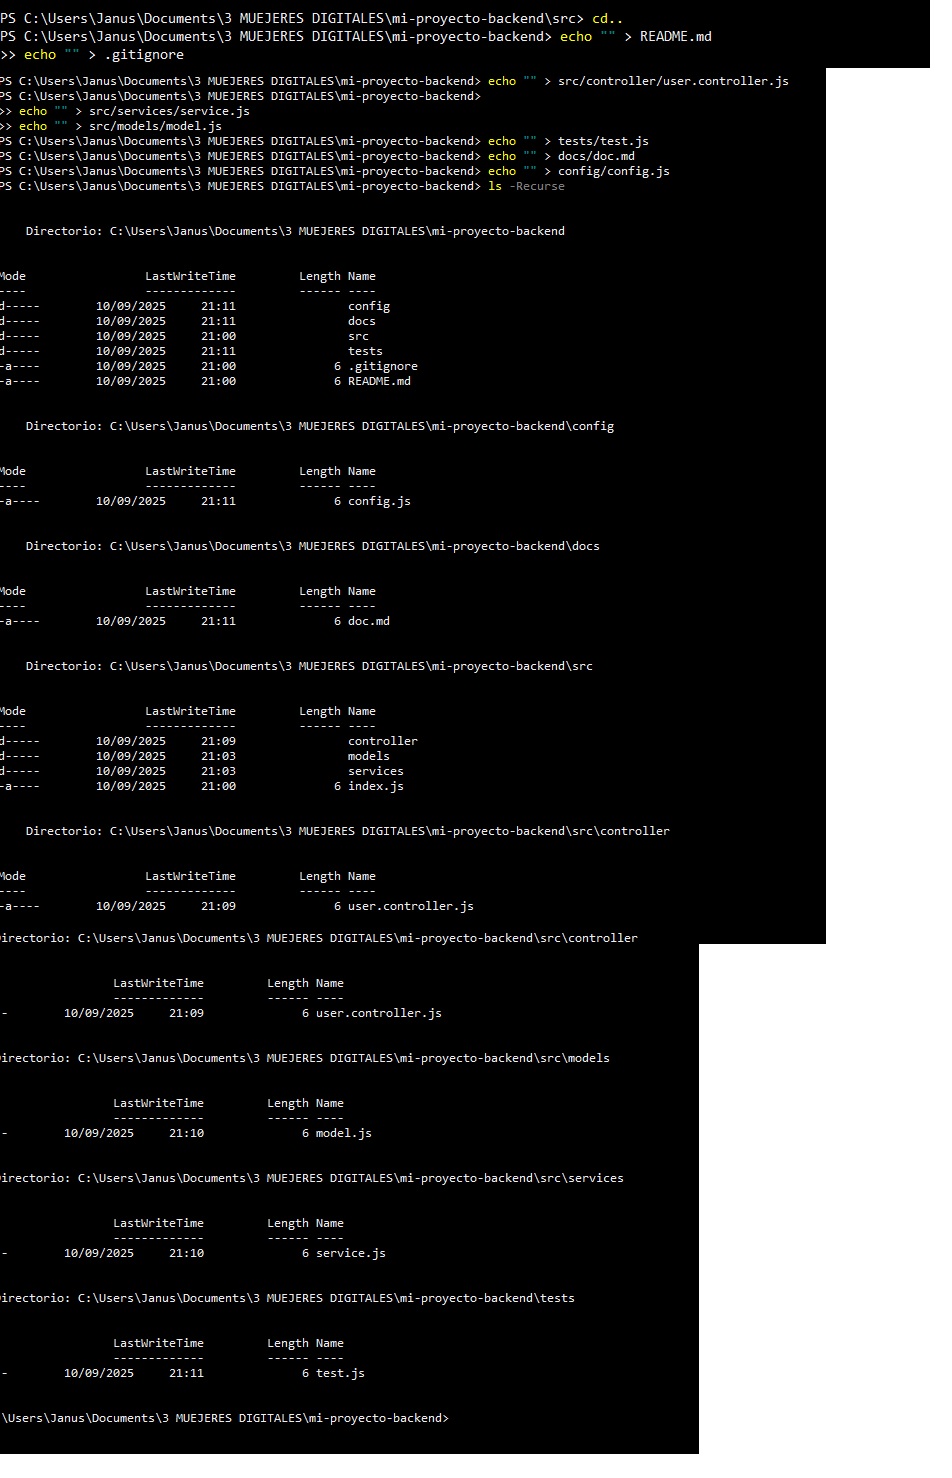 PS C:\Users\Janus\Documents\3 MUEJERES DIGITALES\mi-proyecto-backend\src> cd..
PS C:\Users\Janus\Documents\3 MUEJERES DIGITALES\mi-proyecto-backend> echo "" > README.md
>> echo "" > .gitignore
PS C:\Users\Janus\Documents\3 MUEJERES DIGITALES\mi-proyecto-backend> echo "" > src/controller/user.controller.js
PS C:\Users\Janus\Documents\3 MUEJERES DIGITALES\mi-proyecto-backend>
>> echo "" > src/services/service.js
>> echo "" > src/models/model.js
PS C:\Users\Janus\Documents\3 MUEJERES DIGITALES\mi-proyecto-backend> echo "" > tests/test.js
PS C:\Users\Janus\Documents\3 MUEJERES DIGITALES\mi-proyecto-backend> echo "" > docs/doc.md
PS C:\Users\Janus\Documents\3 MUEJERES DIGITALES\mi-proyecto-backend> echo "" > config/config.js
PS C:\Users\Janus\Documents\3 MUEJERES DIGITALES\mi-proyecto-backend> ls -Recurse
Directorio: C:\Users\Janus\Documents\3 MUEJERES DIGITALES\mi-proyecto-backend
Mode LastWriteTime Length Name
---- ------------- ------ ----
d----- 10/09/2025 21:11 config
d----- 10/09/2025 21:11 docs
d----- 10/09/2025 21:00 src
d----- 10/09/2025 21:11 tests
-a---- 10/09/2025 21:00 6 .gitignore
-a---- 10/09/2025 21:00 6 README.md
Directorio: C:\Users\Janus\Documents\3 MUEJERES DIGITALES\mi-proyecto-backend\config
Mode LastWriteTime Length Name
---- ------------- ------ ----
-a---- 10/09/2025 21:11 6 config.js
Directorio: C:\Users\Janus\Documents\3 MUEJERES DIGITALES\mi-proyecto-backend\docs
Mode LastWriteTime Length Name
---- ------------- ------ ----
-a---- 10/09/2025 21:11 6 doc.md
Directorio: C:\Users\Janus\Documents\3 MUEJERES DIGITALES\mi-proyecto-backend\src
Mode LastWriteTime Length Name
---- ------------- ------ ----
d----- 10/09/2025 21:09 controller
d----- 10/09/2025 21:03 models
d----- 10/09/2025 21:03 services
-a---- 10/09/2025 21:00 6 index.js
Directorio: C:\Users\Janus\Documents\3 MUEJERES DIGITALES\mi-proyecto-backend\src\controller
Mode LastWriteTime Length Name
---- ------------- ------ ----
-a---- 10/09/2025 21:09 6 user.controller.js
irectorio: C:\Users\Janus\Documents\3 MUEJERES DIGITALES\mi-proyecto-backend\src\controller
LastWriteTime Length Name
------------- ------ ----
- 10/09/2025 21:09 6 user.controller.js
irectorio: C:\Users\Janus\Documents\3 MUEJERES DIGITALES\mi-proyecto-backend\src\models
LastWriteTime Length Name
------------- ------ ----
- 10/09/2025 21:10 6 model.js
irectorio: C:\Users\Janus\Documents\3 MUEJERES DIGITALES\mi-proyecto-backend\src\services
LastWriteTime Length Name
------------- ------ ----
- 10/09/2025 21:10 6 service.js
irectorio: C:\Users\Janus\Documents\3 MUEJERES DIGITALES\mi-proyecto-backend\tests
LastWriteTime Length Name
------------- ------ ----
- 10/09/2025 21:11 6 test.js
\Users\Janus\Documents\3 MUEJERES DIGITALES\mi-proyecto-backend>